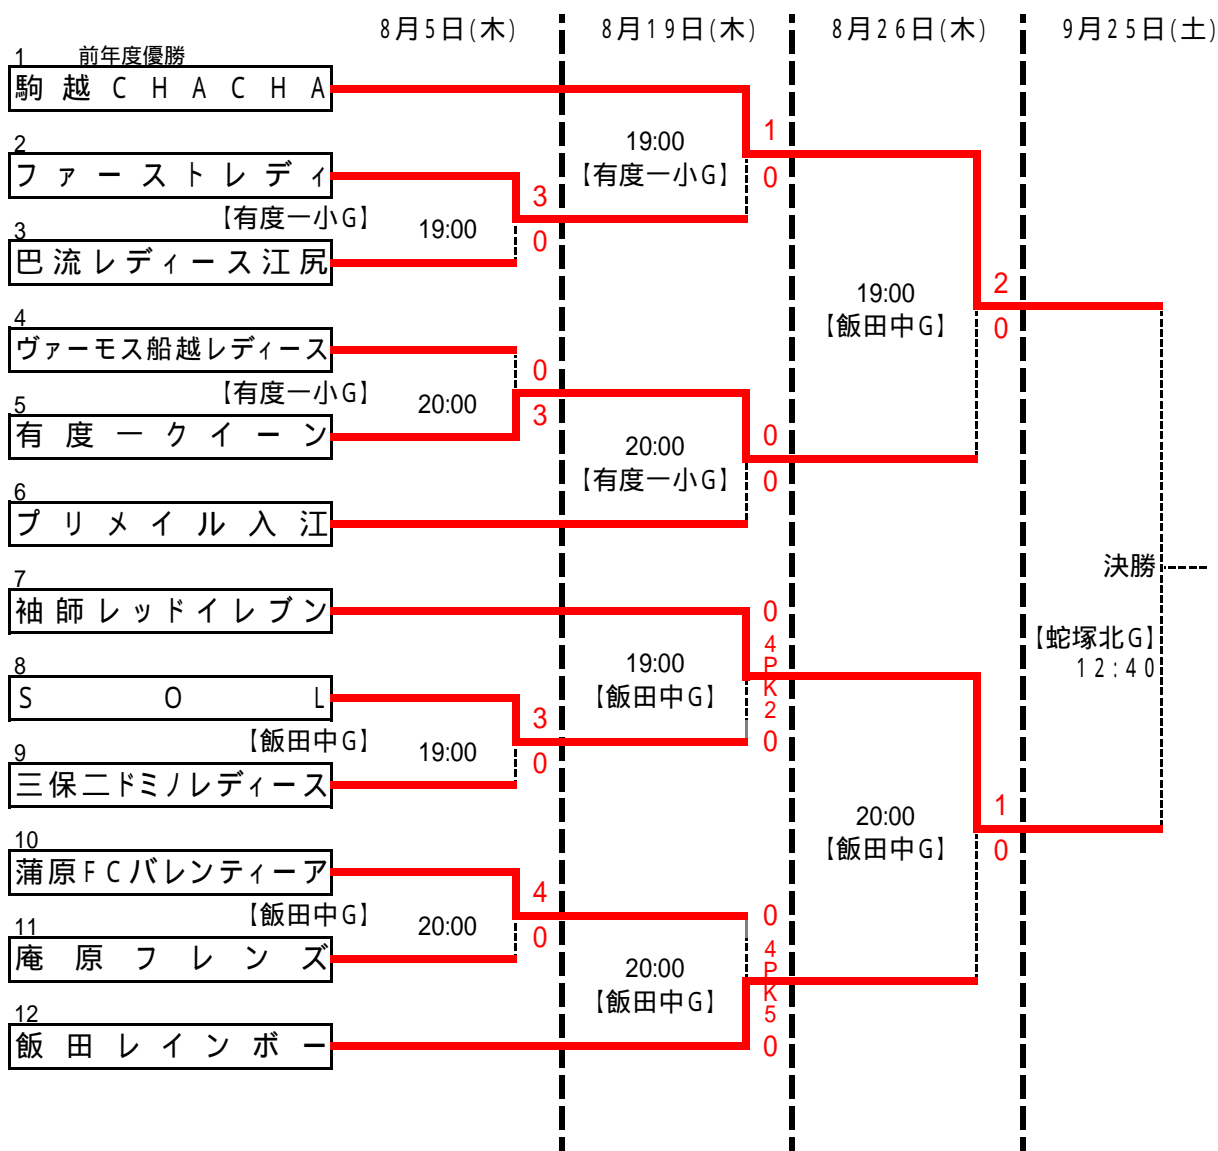 8月5日(木)
8月19日(木)
8月26日(木)
9月25日(土)
1 前年度優勝
駒越CHACHA
2
ファーストレディ
【有度一小G】 19:00
3
0
3
巴流レディース江尻
19:00
【有度一小G】
1
0
4
ヴァーモス船越レディース
【有度一小G】 20:00
0
3
5
有度一クイーン
20:00
【有度一小G】
0
0
6
プリメイル入江
19:00
【飯田中G】
2
0
7
袖師レッドイレブン
8
SOL
【飯田中G】 19:00
3
0
9
三保二ドミノレディース
19:00
【飯田中G】
0
4
P
K
2
0
10
蒲原FCバレンティーア
【飯田中G】 20:00
4
0
11
庵原フレンズ
20:00
【飯田中G】
0
4
P
K
5
0
12
飯田レインボー
20:00
【飯田中G】
1
0
決勝
【蛇塚北G】
12:40